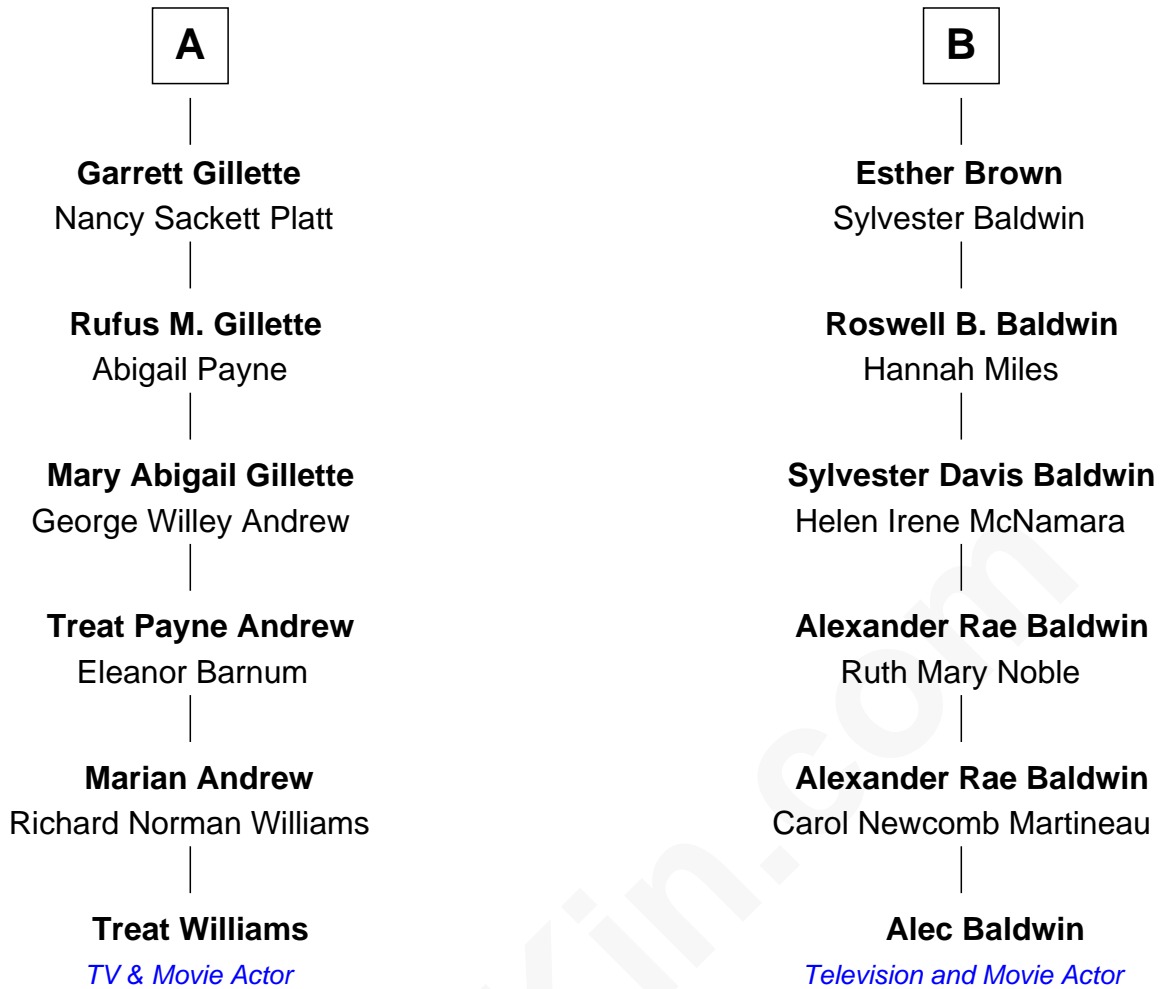 A
Garrett Gillette
Nancy Sackett Platt
Rufus M. Gillette
Abigail Payne
Mary Abigail Gillette
George Willey Andrew
Treat Payne Andrew
Eleanor Barnum
Marian Andrew
Richard Norman Williams
Treat Williams
TV & Movie Actor
B
Esther Brown
Sylvester Baldwin
Roswell B. Baldwin
Hannah Miles
Sylvester Davis Baldwin
Helen Irene McNamara
Alexander Rae Baldwin
Ruth Mary Noble
Alexander Rae Baldwin
Carol Newcomb Martineau
Alec Baldwin
Television and Movie Actor
Kin.com